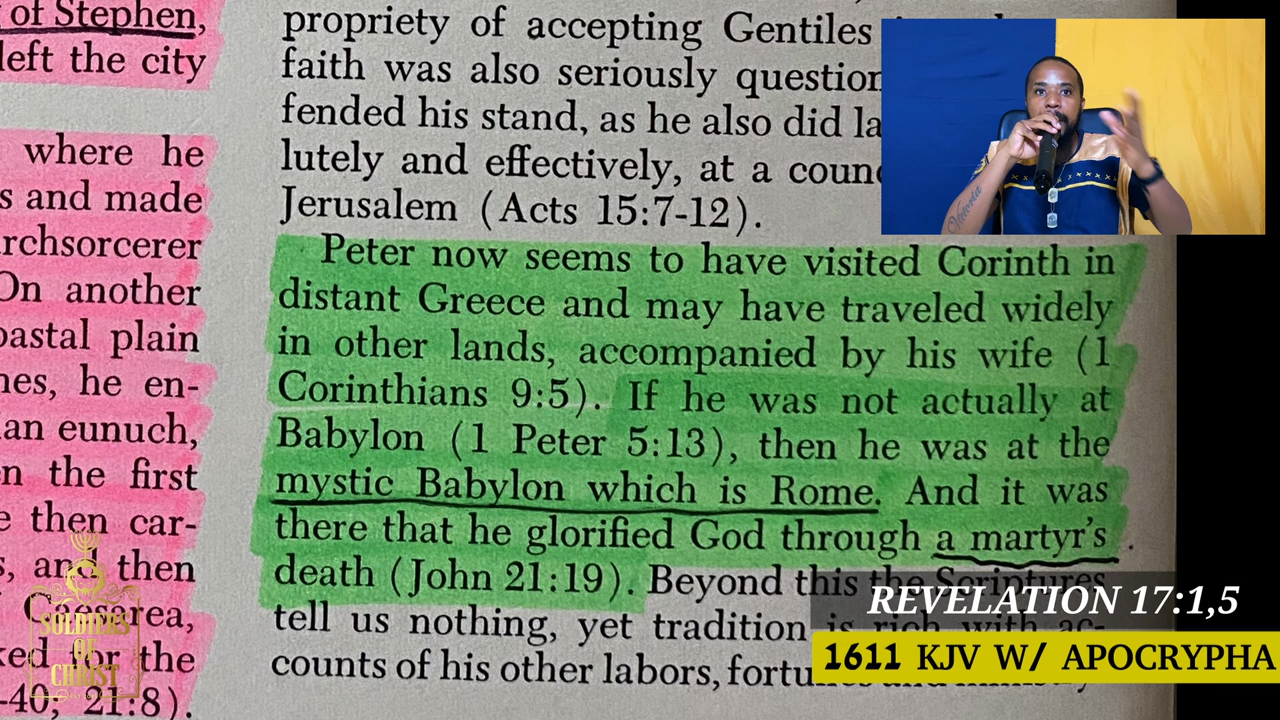 of Stephen,
left the city
where he
s and made
rchsorcerer
On another
oastal plain
nes, he en-
an eunuch,
n the first
e then car-
s, and then
Caesarea,
for the
-40; 21:8).
propriety of accepting Gentiles
faith was also seriously question
fended his stand, as he also did la
lutely and effectively, at a counc
Jerusalem (Acts 15:7-12).
Peter now seems to have visited Corinth in
distant Greece and may have traveled widely
in other lands, accompanied by his wife (1
Corinthians 9:5). If he was not actually at
Babylon (1 Peter 5:13), then he was at the
mystic Babylon which is Rome. And it was
there that he glorified God through a martyr's
death (John 21:19). Beyond this the Scriptures
tell us nothing, yet tradition is rich with ac-
counts of his other labors, fortu
REVELATION 17:1,5
1611 KJV W/ APOCRYPHA
SOLDIERS
OF
CHRIST
Victoria